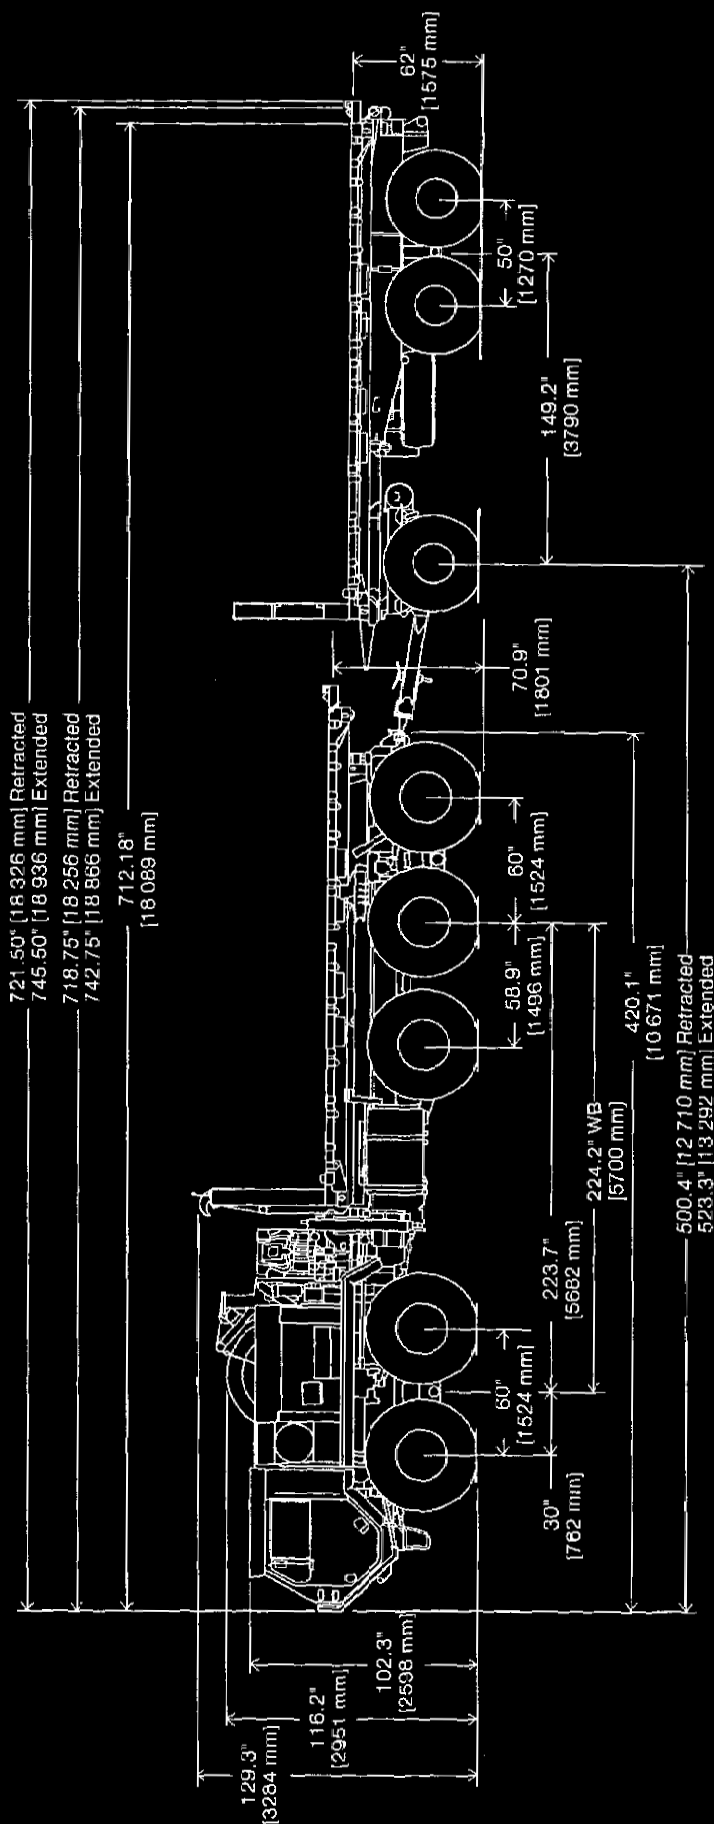 721.50" [18 326 mm] Retracted
745.50" [18 936 mm] Extended
718.75" [18 256 mm] Retracted
742.75" [18 866 mm] Extended
712.18"
[18 089 mm]
129.3"
[3284 mm]
116.2"
[2951 mm]
102.3"
[2598 mm]
70.9"
[1801 mm]
62"
[1575 mm]
60"
[1524 mm]
58.9"
[1496 mm]
60"
[1524 mm]
50"
[1270 mm]
30"
[762 mm]
223.7"
[5682 mm]
149.2"
[3790 mm]
224.2" WB
[5700 mm]
420.1"
[10 671 mm]
500.4" [12 710 mm] Retracted
523.3" [13 292 mm] Extended